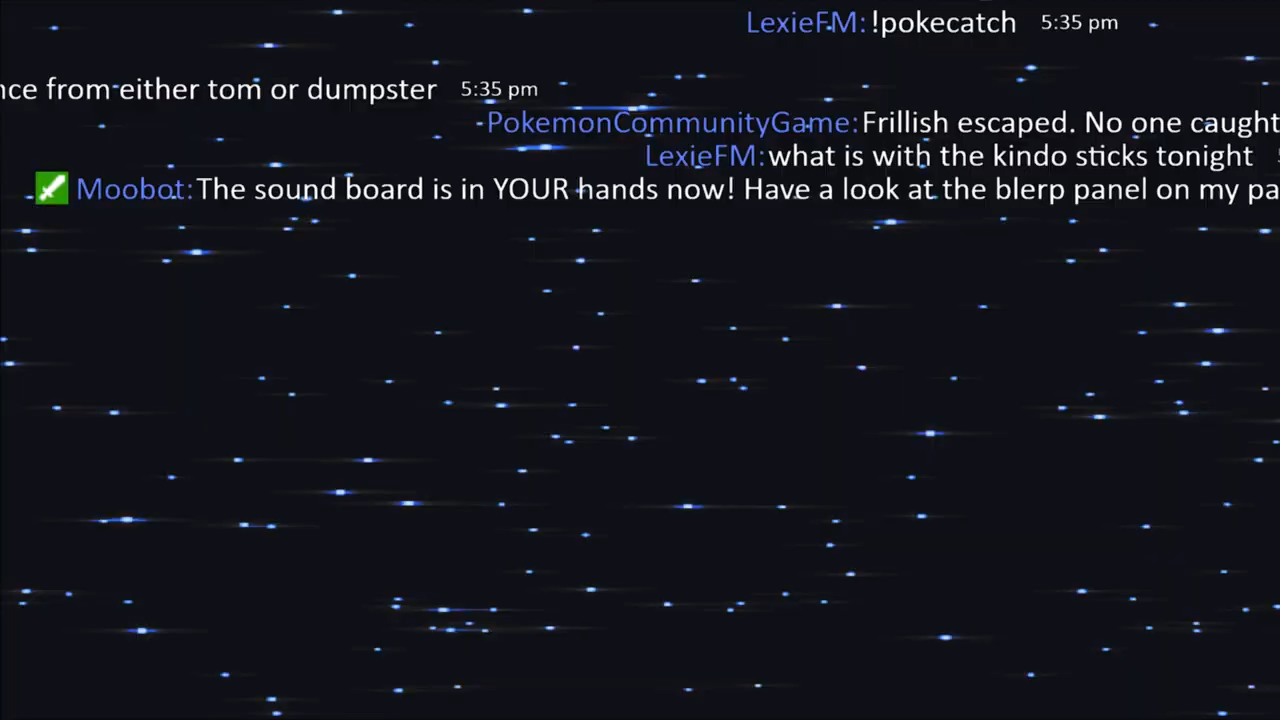 LexieFM: !pokecatch 5:35 pm
nce from either tom or dumpster 5:35 pm
PokemonCommunityGame: Frillish escaped. No one caught
LexieFM: what is with the kindo sticks tonight
Moobot: The sound board is in YOUR hands now! Have a look at the blerp panel on my pa